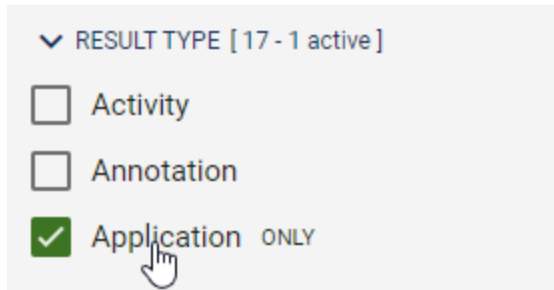 RESULT TYPE [ 17 - 1 active ]
Activity
Annotation
Application ONLY